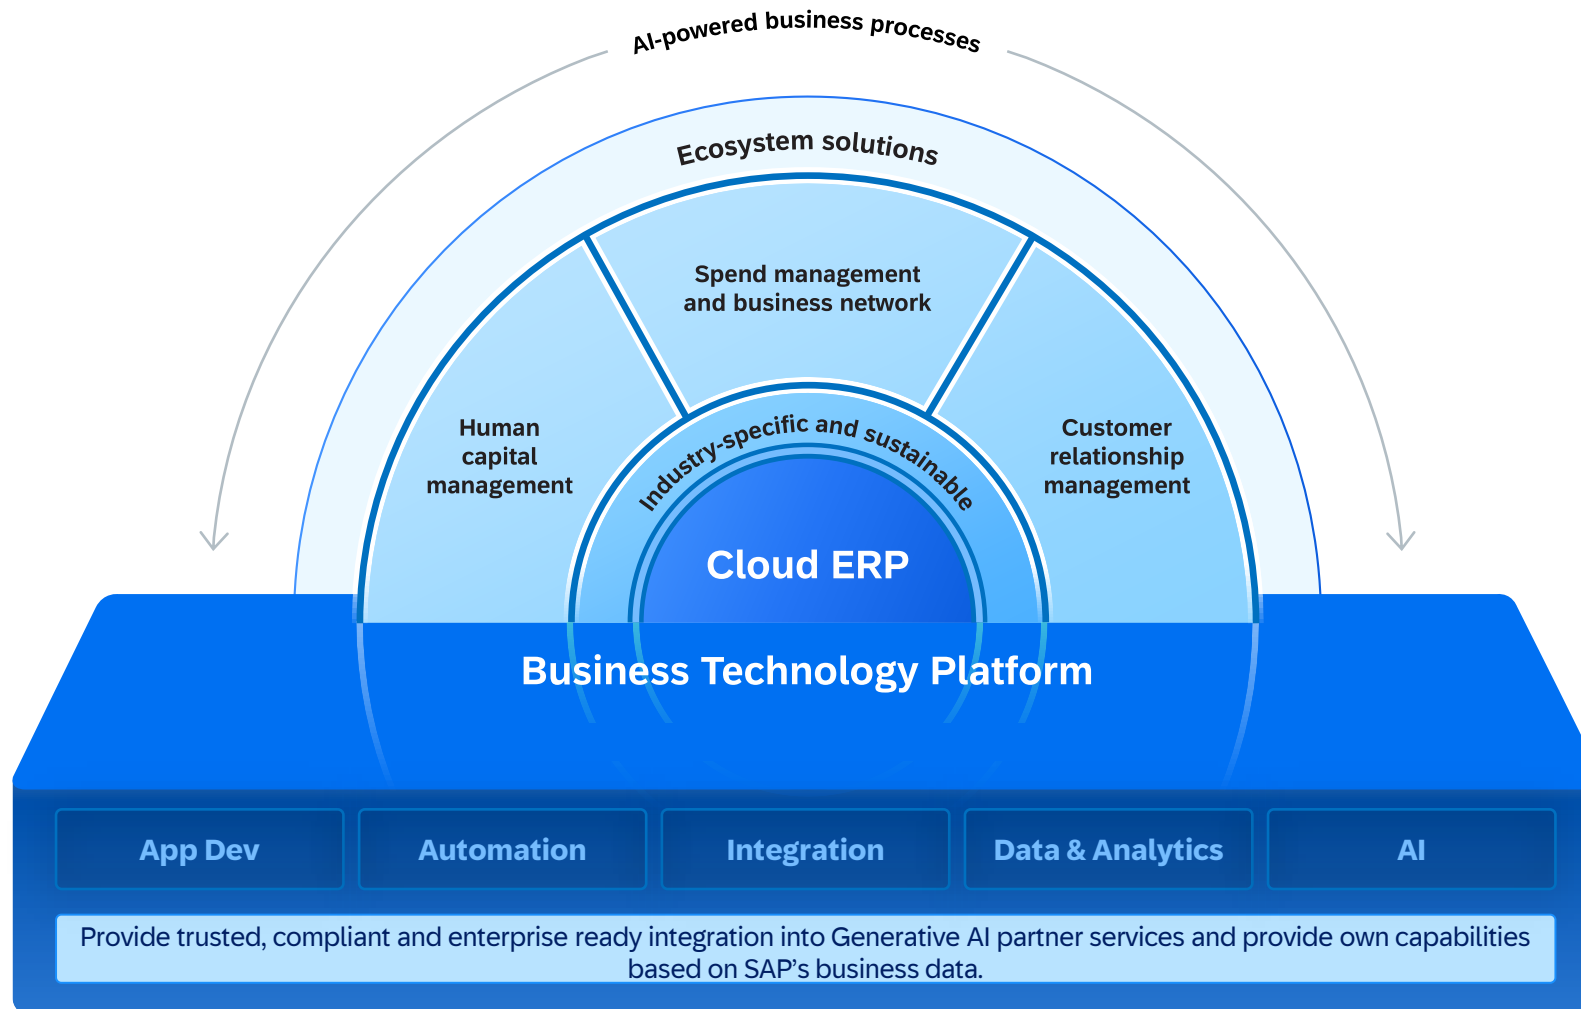 AI-powered business processes
Ecosystem solutions
Spend management
and business network
Human
capital
management
Customer
relationship
management
Industry-specific and sustainable
Cloud ERP
Business Technology Platform
App Dev
Automation
Integration
Data & Analytics
AI
Provide trusted, compliant and enterprise ready integration into Generative AI partner services and provide own capabilities
based on SAP’s business data.